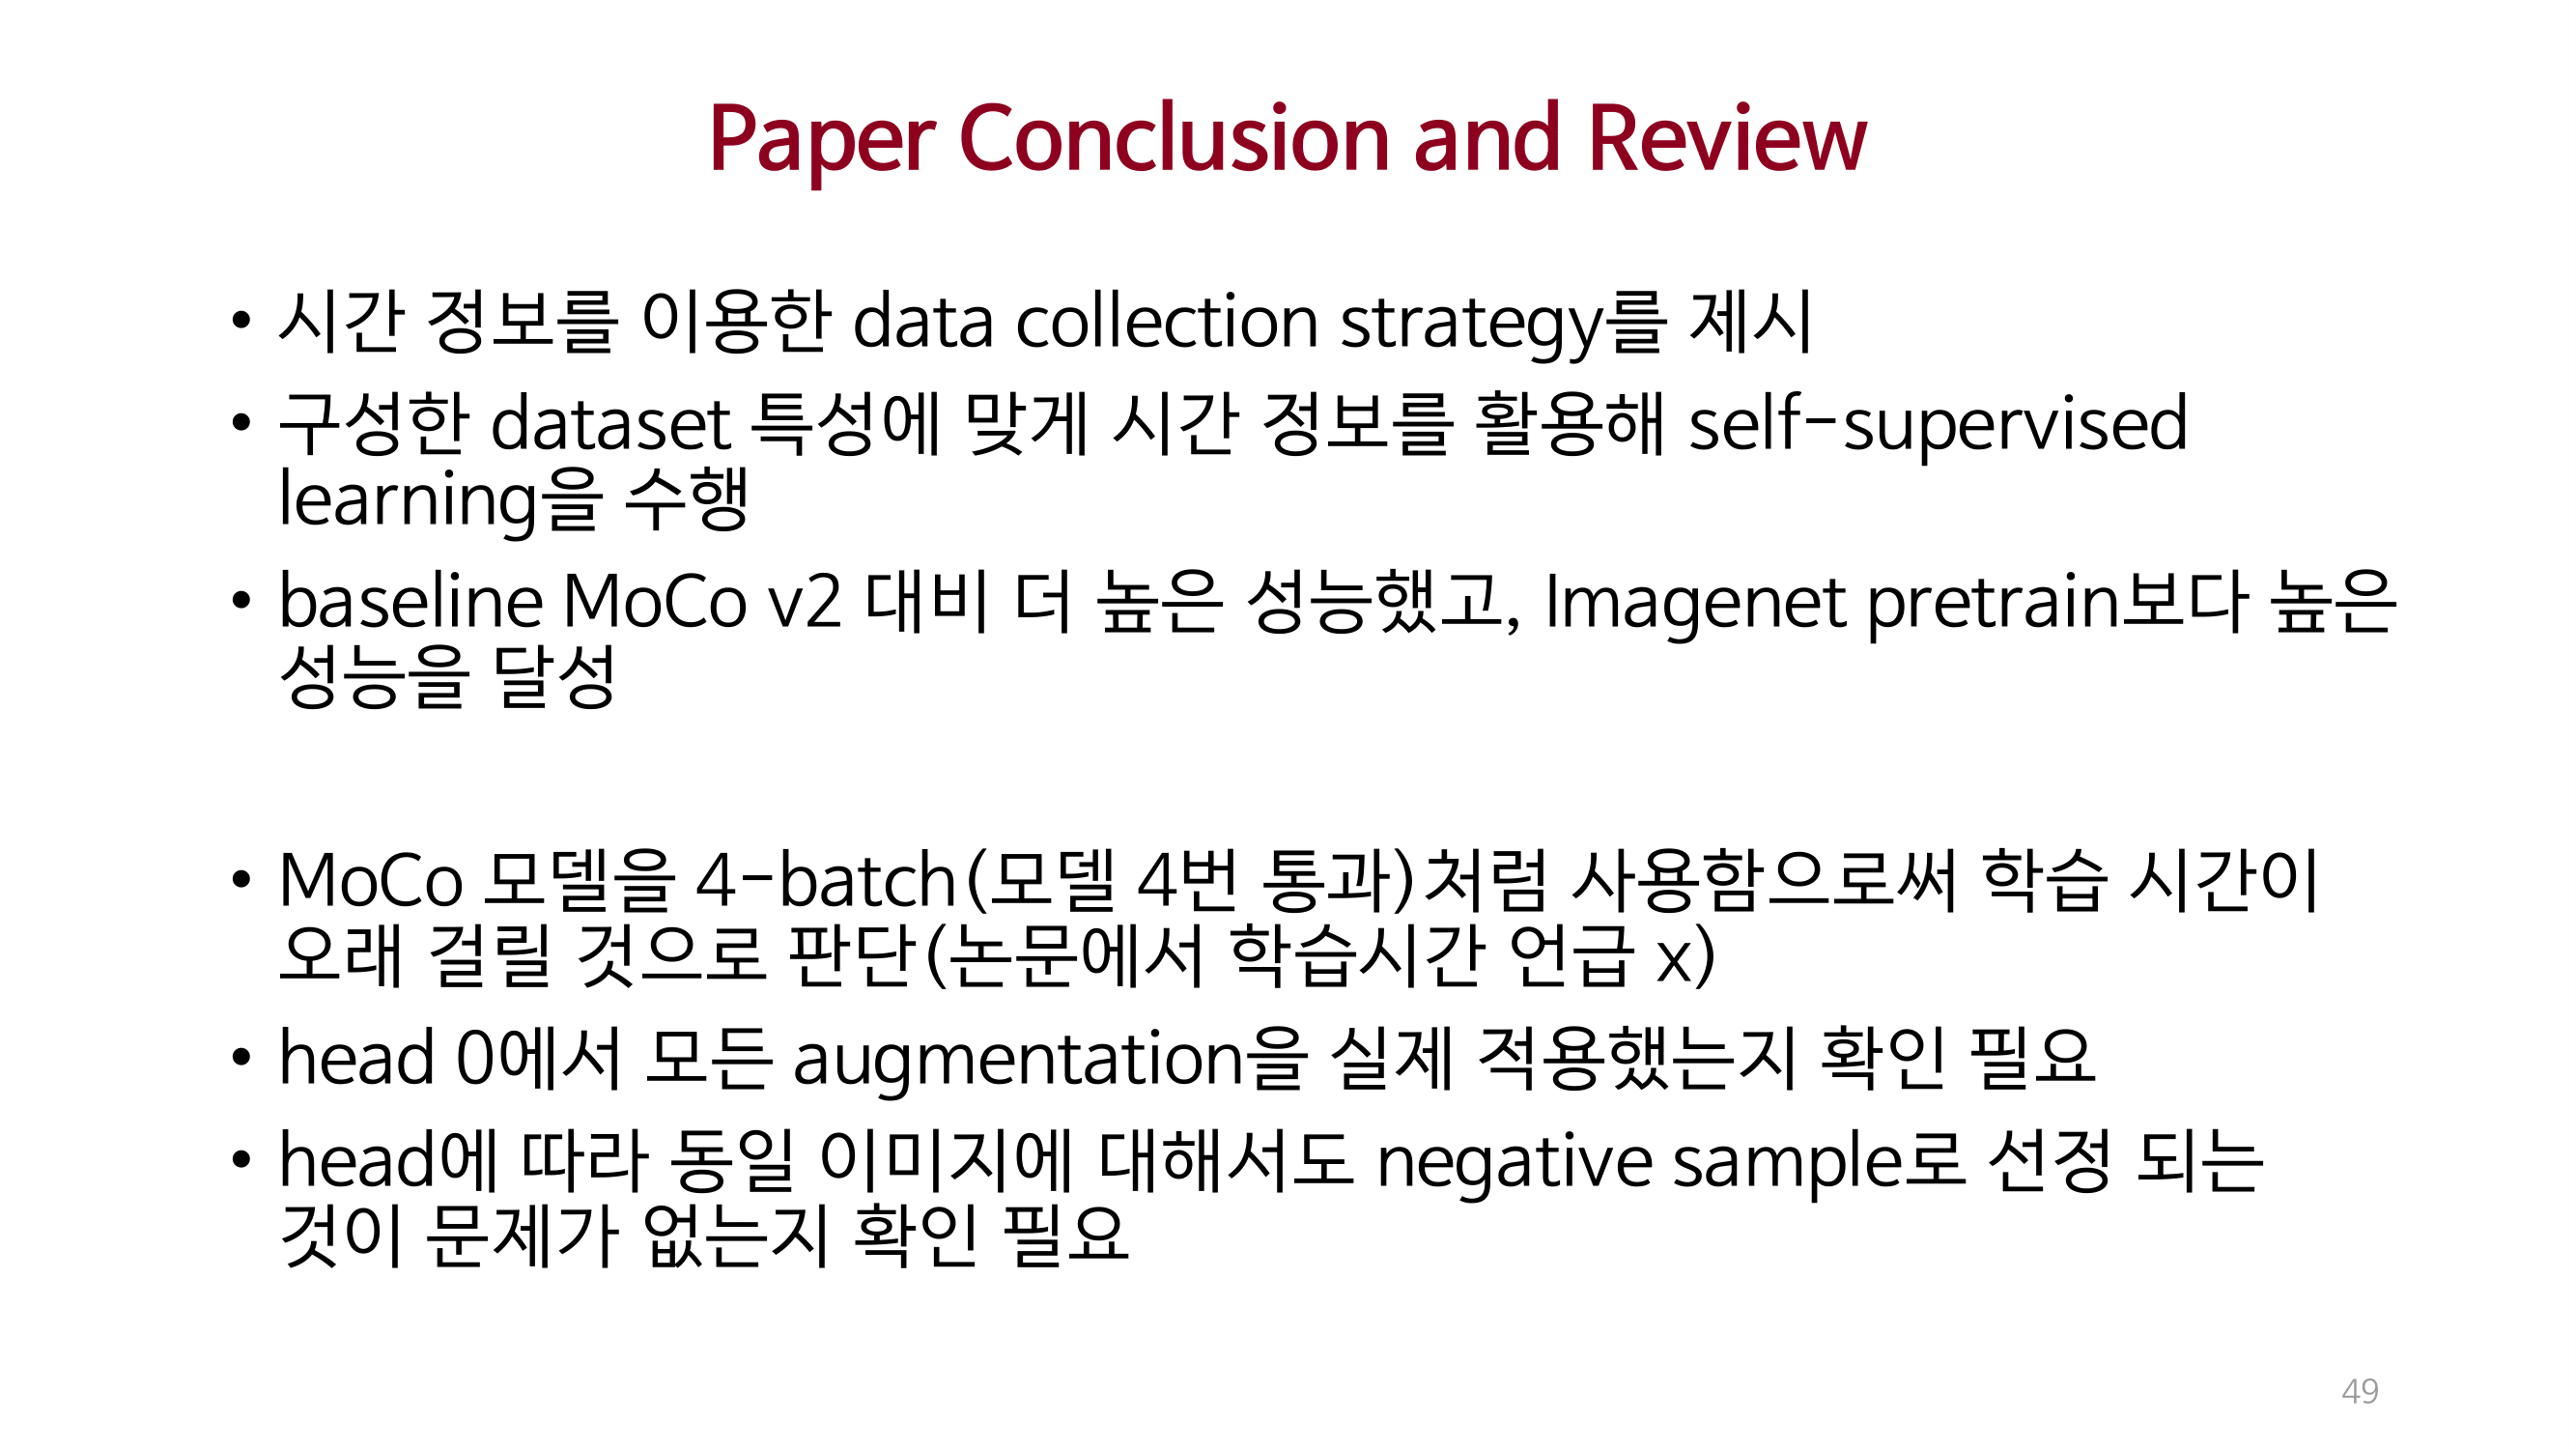 Paper Conclusion and Review
• 시간 정보를 이용한 data collection strategy를 제시
• 구성한 dataset 특성에 맞게 시간 정보를 활용해 self-supervised
learning을 수행
• baseline MoCo v2 대비 더 높은 성능했고, Imagenet pretrain보다 높은
성능을 달성
• MoCo 모델을 4-batch(모델 4번 통과)처럼 사용함으로써 학습 시간이
오래 걸릴 것으로 판단(논문에서 학습시간 언급 x)
• head 0에서 모든 augmentation을 실제 적용했는지 확인 필요
• head에 따라 동일 이미지에 대해서도 negative sample로 선정 되는
것이 문제가 없는지 확인 필요
49